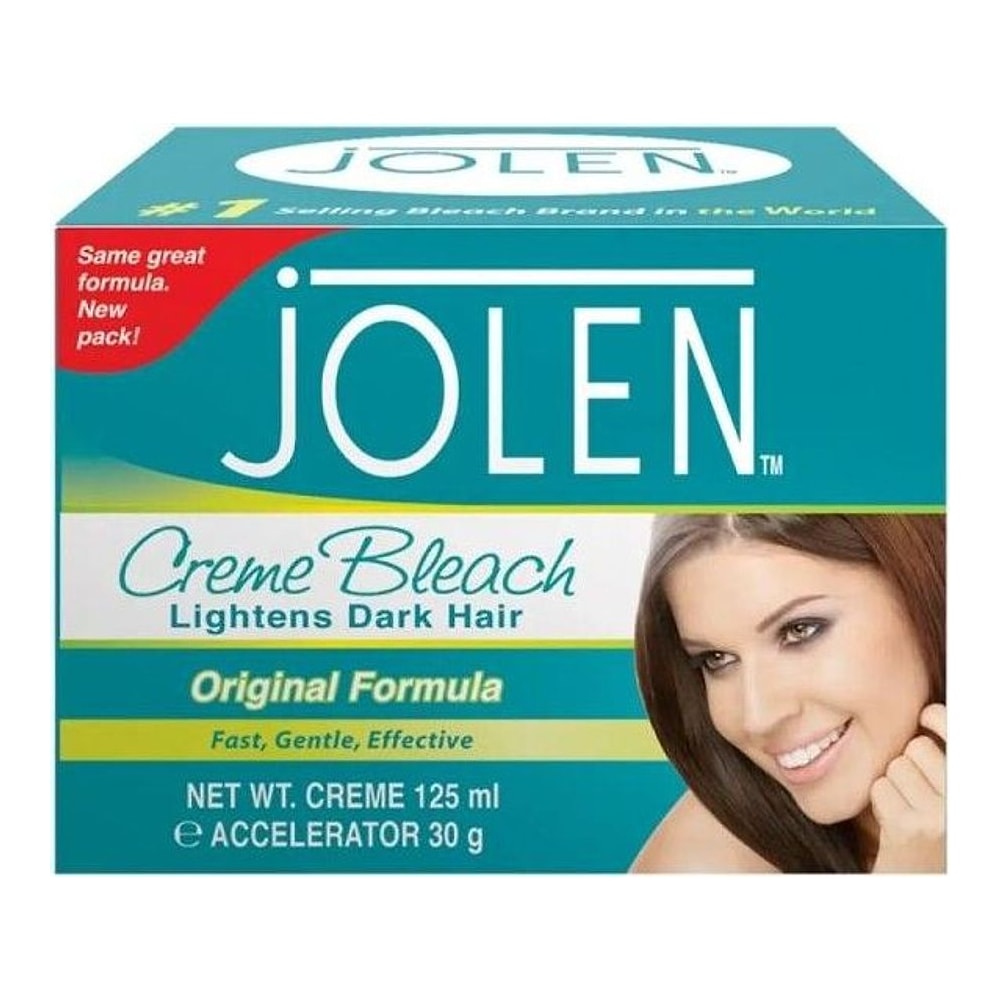 JOLEN™
#1 Selling Bleach Brand in the World
Same great
formula.
New
pack!
JOLEN™
Creme Bleach
Lightens Dark Hair
Original Formula
Fast, Gentle, Effective
NET WT. CREME 125 ml
℮ ACCELERATOR 30 g